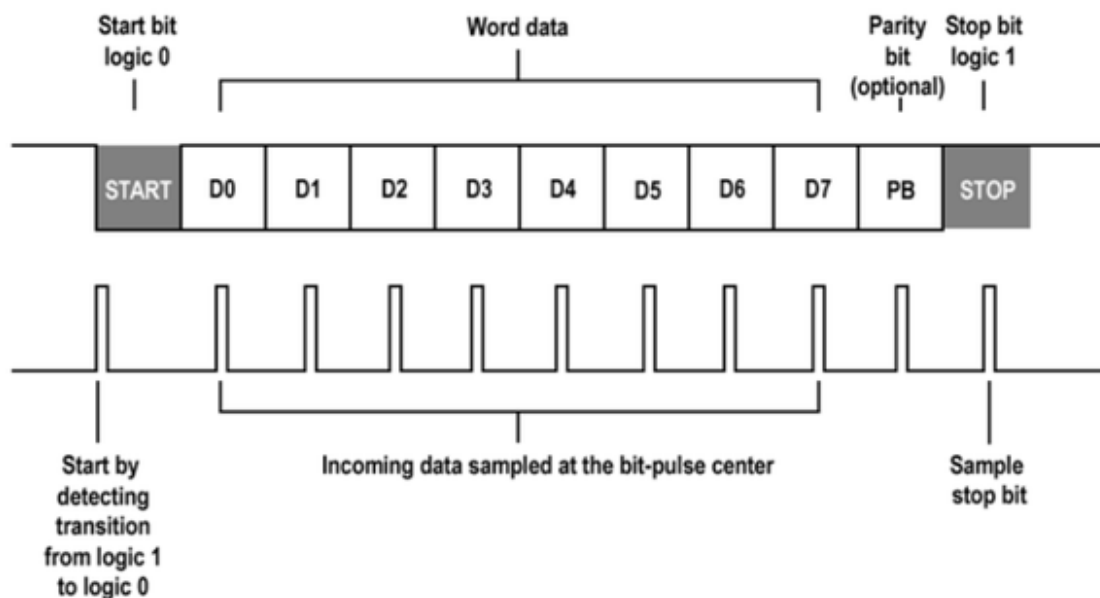 Start bit
logic 0
Word data
Parity
bit
(optional)
Stop bit
logic 1
START D0 D1 D2 D3 D4 D5 D6 D7 PB STOP
Start by
detecting
transition
from logic 1
to logic 0
Incoming data sampled at the bit-pulse center
Sample
stop bit